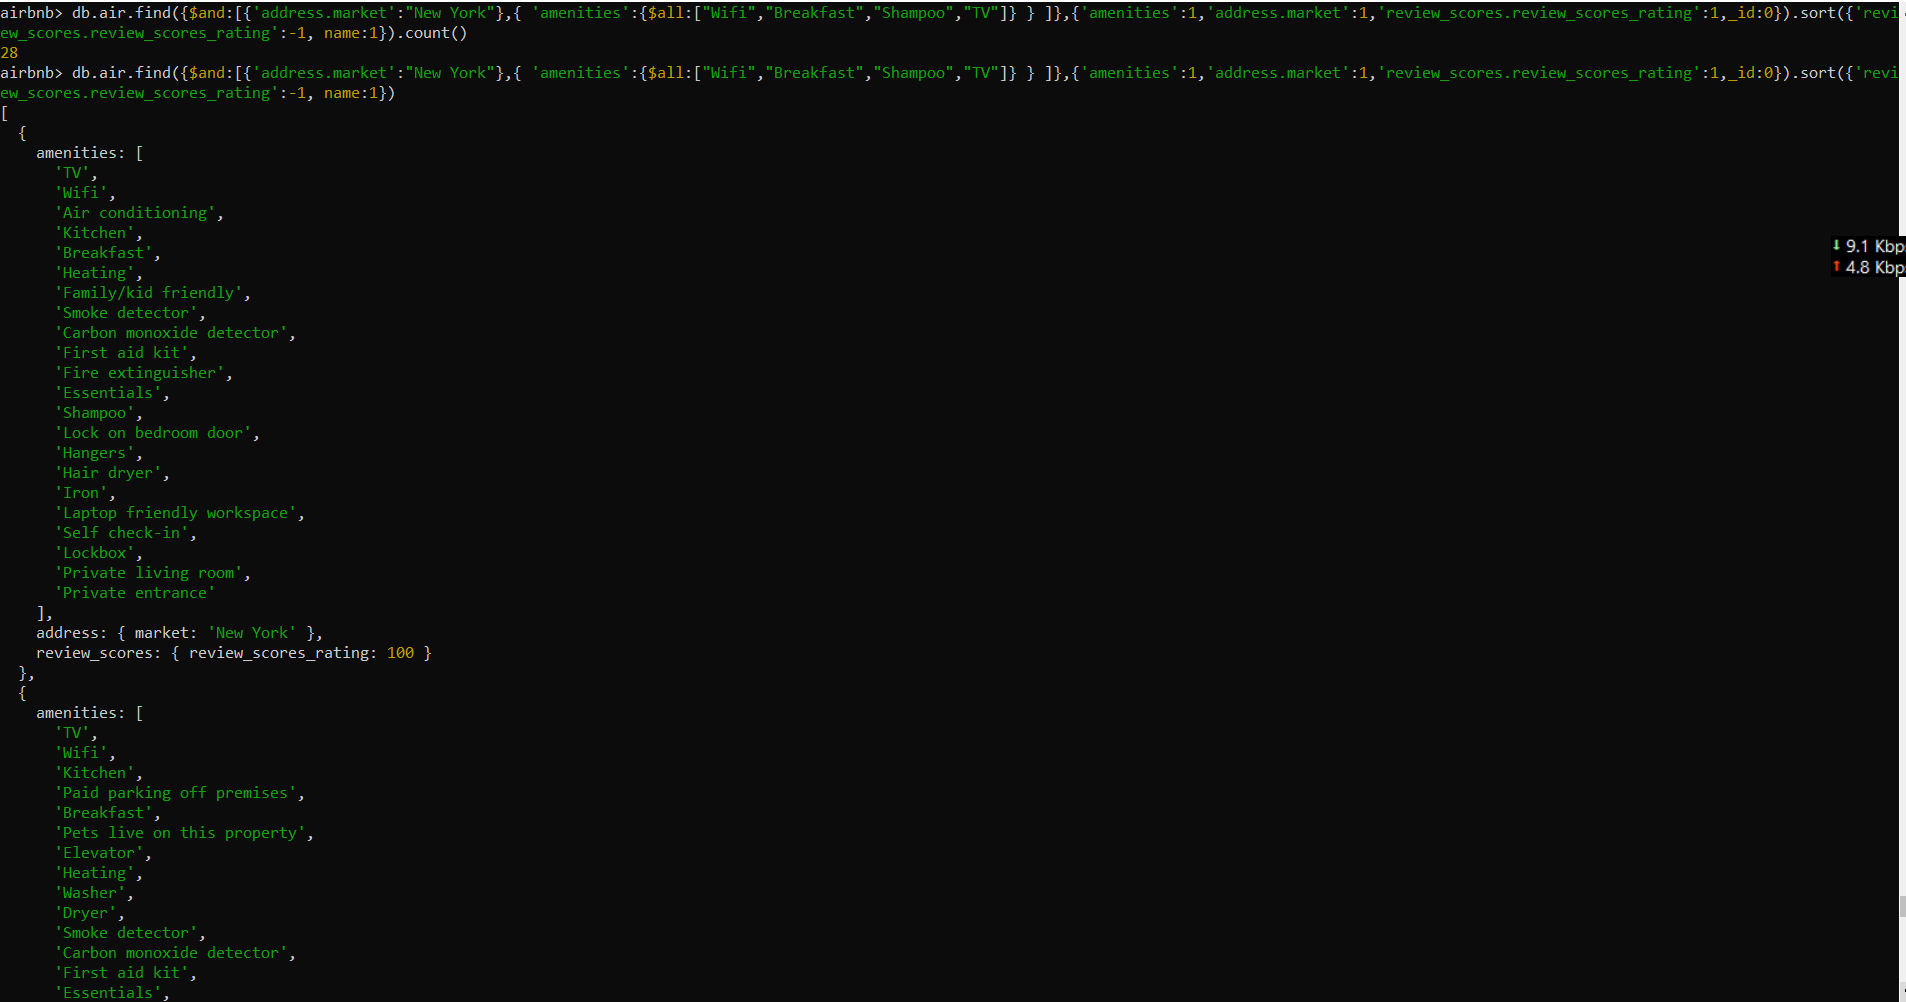 airbnb> db.air.find({$and:[{'address.market':"New York"},{ 'amenities':{$all:["Wifi","Breakfast","Shampoo","TV"]} } ]},{'amenities':1,'address.market':1,'review_scores.review_scores_rating':1,_id:0}).sort({'revi
ew_scores.review_scores_rating':-1, name:1}).count()
28
airbnb> db.air.find({$and:[{'address.market':"New York"},{ 'amenities':{$all:["Wifi","Breakfast","Shampoo","TV"]} } ]},{'amenities':1,'address.market':1,'review_scores.review_scores_rating':1,_id:0}).sort({'revi
ew_scores.review_scores_rating':-1, name:1})
[
  {
    amenities: [
      'TV',
      'Wifi',
      'Air conditioning',
      'Kitchen',
      'Breakfast',
      'Heating',
      'Family/kid friendly',
      'Smoke detector',
      'Carbon monoxide detector',
      'First aid kit',
      'Fire extinguisher',
      'Essentials',
      'Shampoo',
      'Lock on bedroom door',
      'Hangers',
      'Hair dryer',
      'Iron',
      'Laptop friendly workspace',
      'Self check-in',
      'Lockbox',
      'Private living room',
      'Private entrance'
    ],
    address: { market: 'New York' },
    review_scores: { review_scores_rating: 100 }
  },
  {
    amenities: [
      'TV',
      'Wifi',
      'Kitchen',
      'Paid parking off premises',
      'Breakfast',
      'Pets live on this property',
      'Elevator',
      'Heating',
      'Washer',
      'Dryer',
      'Smoke detector',
      'Carbon monoxide detector',
      'First aid kit',
      'Essentials',
↓ 9.1 Kbp
↑ 4.8 Kbp